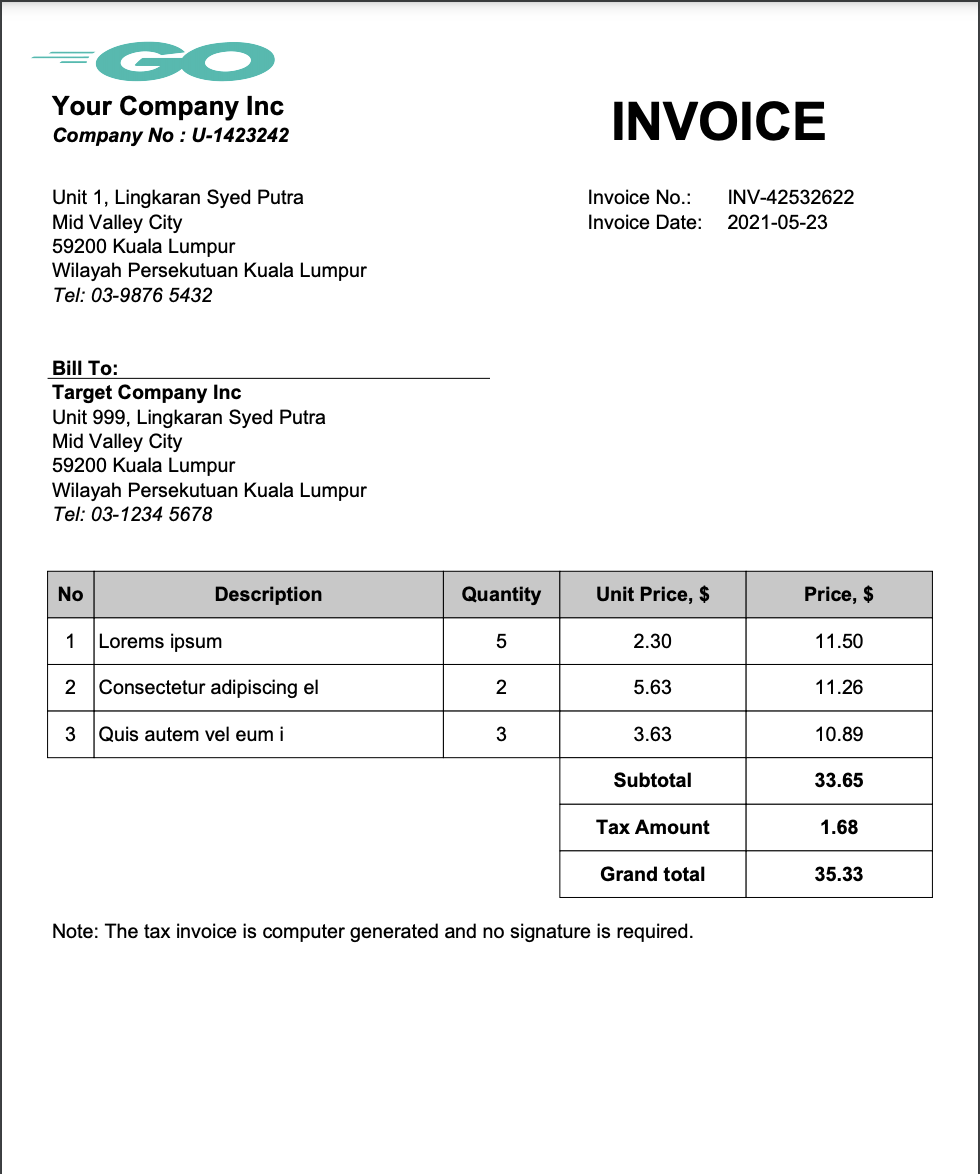 GO
Your Company Inc
Company No : U-1423242
INVOICE
Unit 1, Lingkaran Syed Putra
Mid Valley City
59200 Kuala Lumpur
Wilayah Persekutuan Kuala Lumpur
Tel: 03-9876 5432
Invoice No.: INV-42532622
Invoice Date: 2021-05-23
Bill To:
Target Company Inc
Unit 999, Lingkaran Syed Putra
Mid Valley City
59200 Kuala Lumpur
Wilayah Persekutuan Kuala Lumpur
Tel: 03-1234 5678
No Description Quantity Unit Price, $ Price, $
1 Lorems ipsum 5 2.30 11.50
2 Consectetur adipiscing el 2 5.63 11.26
3 Quis autem vel eum i 3 3.63 10.89
Subtotal 33.65
Tax Amount 1.68
Grand total 35.33
Note: The tax invoice is computer generated and no signature is required.